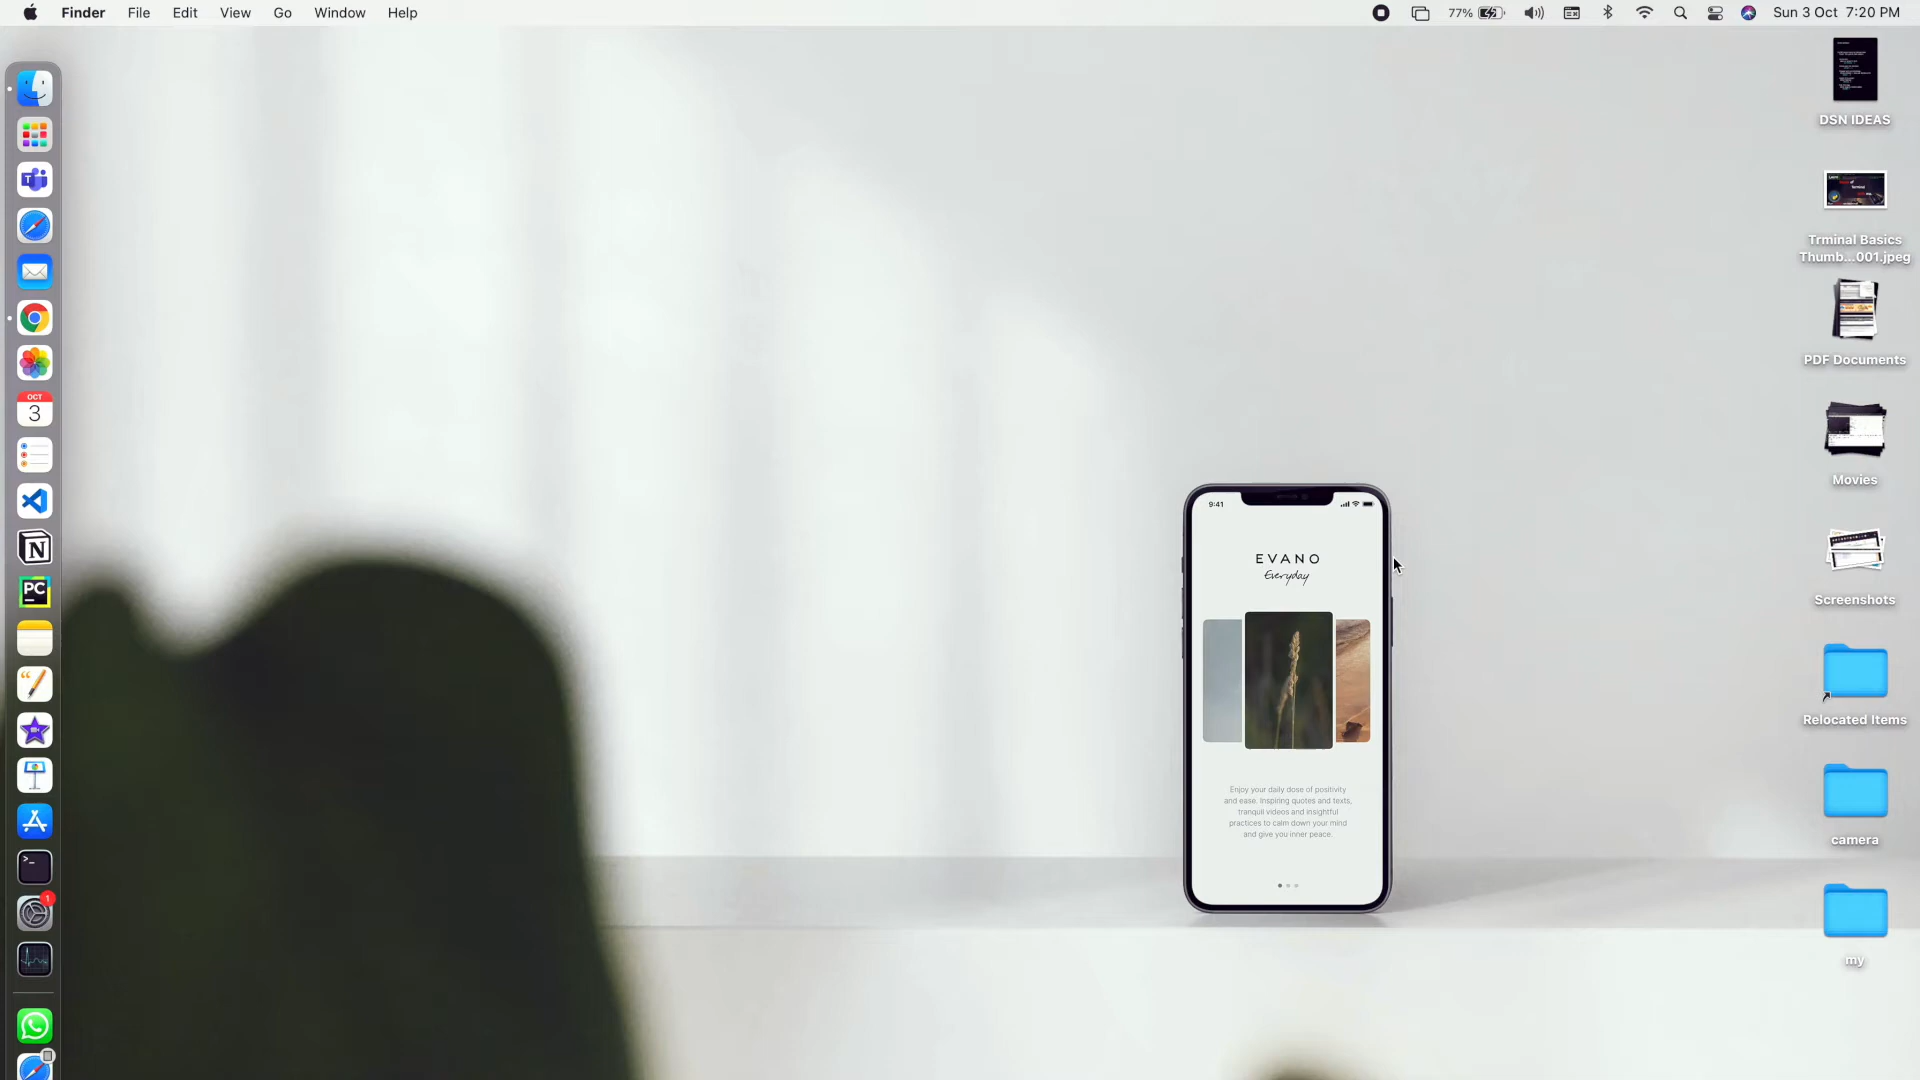 Finder File Edit View Go Window Help
77%
Sun 3 Oct 7:20 PM
DSN IDEAS
Trminal Basics
Thumb...001.jpeg
PDF Documents
Movies
Screenshots
Relocated Items
camera
my
OCT
3
PC
1
9:41
EVANO
Everyday
Enjoy your daily dose of positivity
and ease. Inspiring quotes and texts,
tranquil videos and insightful
practices to calm down your mind
and give you inner peace.